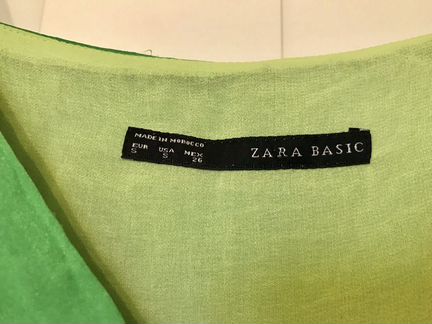 MADE IN MOROCCO
EUR USA MEX
S S 26
ZARA BASIC